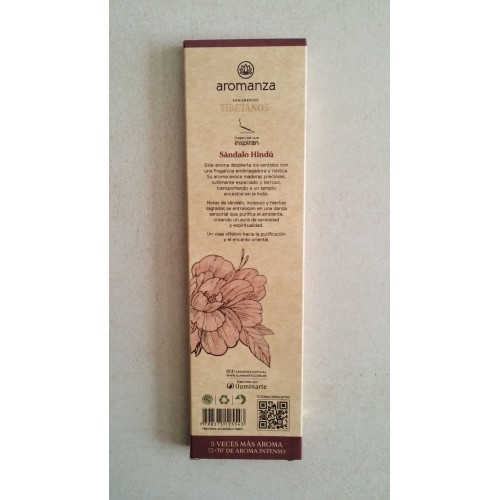 aromanza
SAHUMERIOS
TIBETANOS
fragancias que
inspiran
Sándalo Hindú
Este aroma despierta los sentidos con
una fragancia embriagadora y mística.
Su aroma evoca maderas preciosas,
sutilmente especiado y terroso,
transportando a un templo
ancestral en la India.
Notas de sándalo, incienso y hierbas
sagradas se entrelazan en una danza
sensorial que purifica el ambiente,
creando un aura de serenidad
y espiritualidad.
Un viaje olfativo hacia la purificación
y el encanto oriental.
iluminarte
5 VECES MÁS AROMA
70' DE AROMA INTENSO